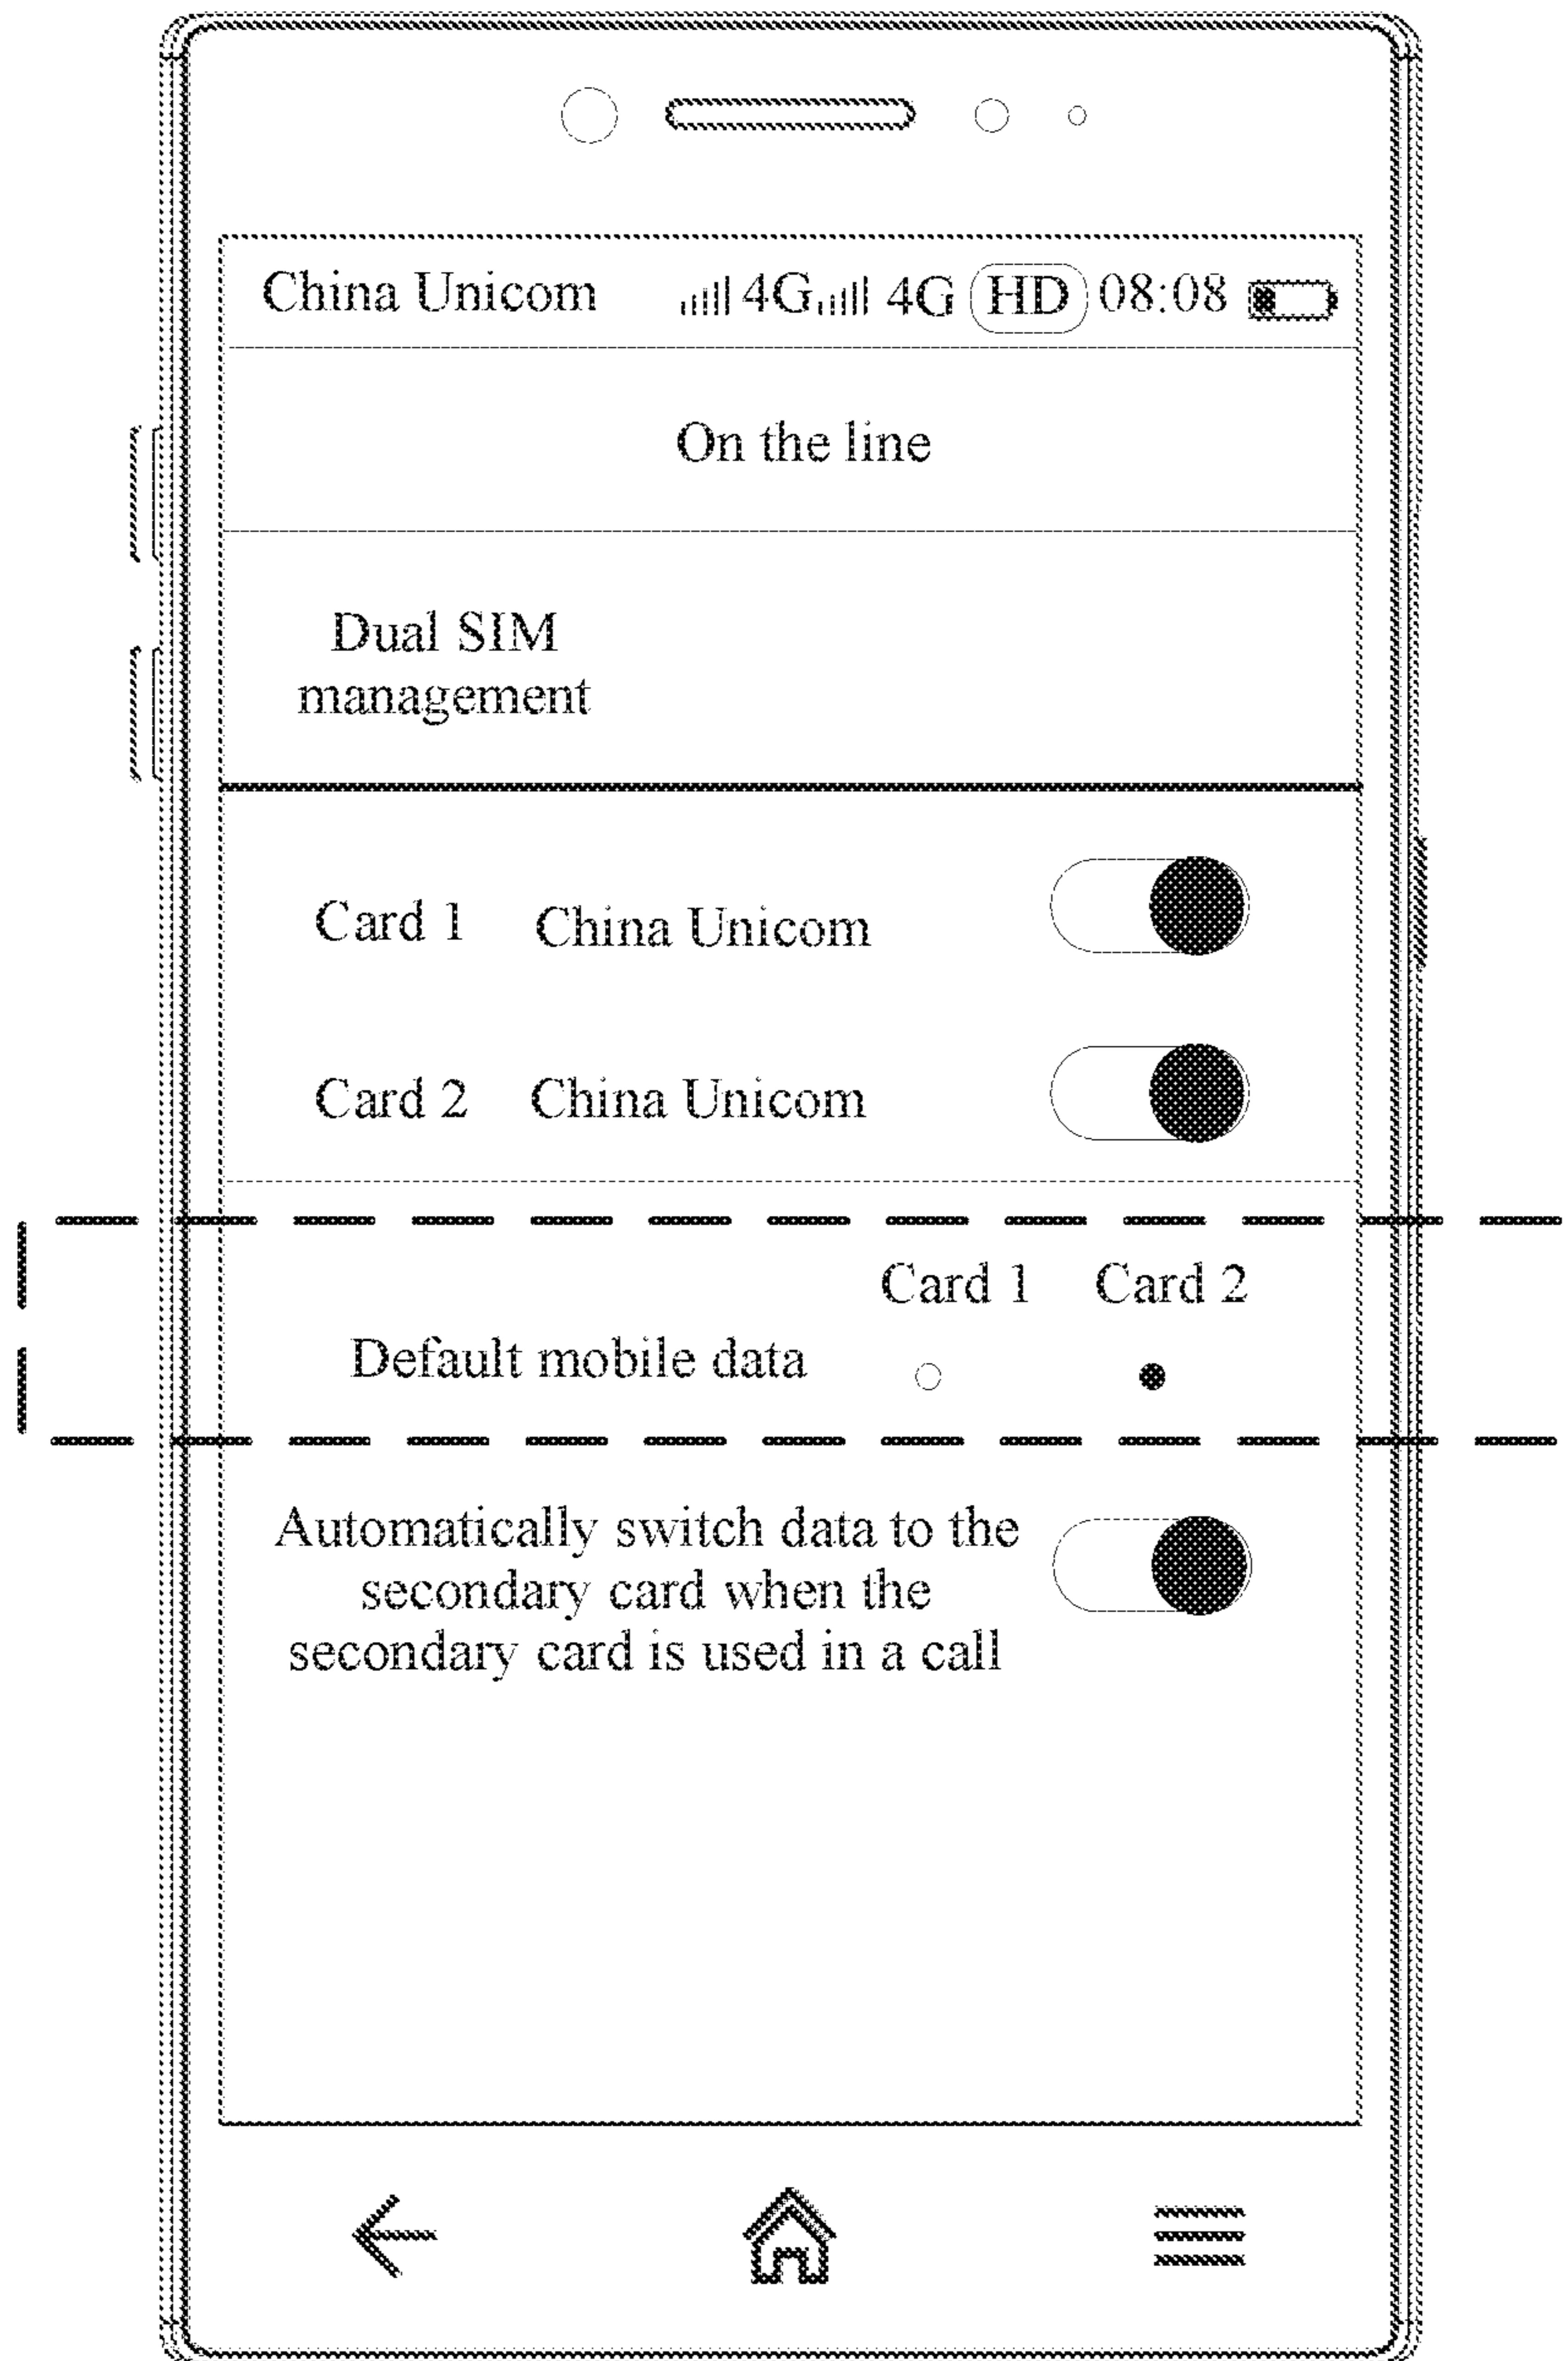 China Unicom 4G 4G HD 08:08
On the line
Dual SIM
management
Card 1 China Unicom
Card 2 China Unicom
Card 1 Card 2
Default mobile data
Automatically switch data to the
secondary card when the
secondary card is used in a call